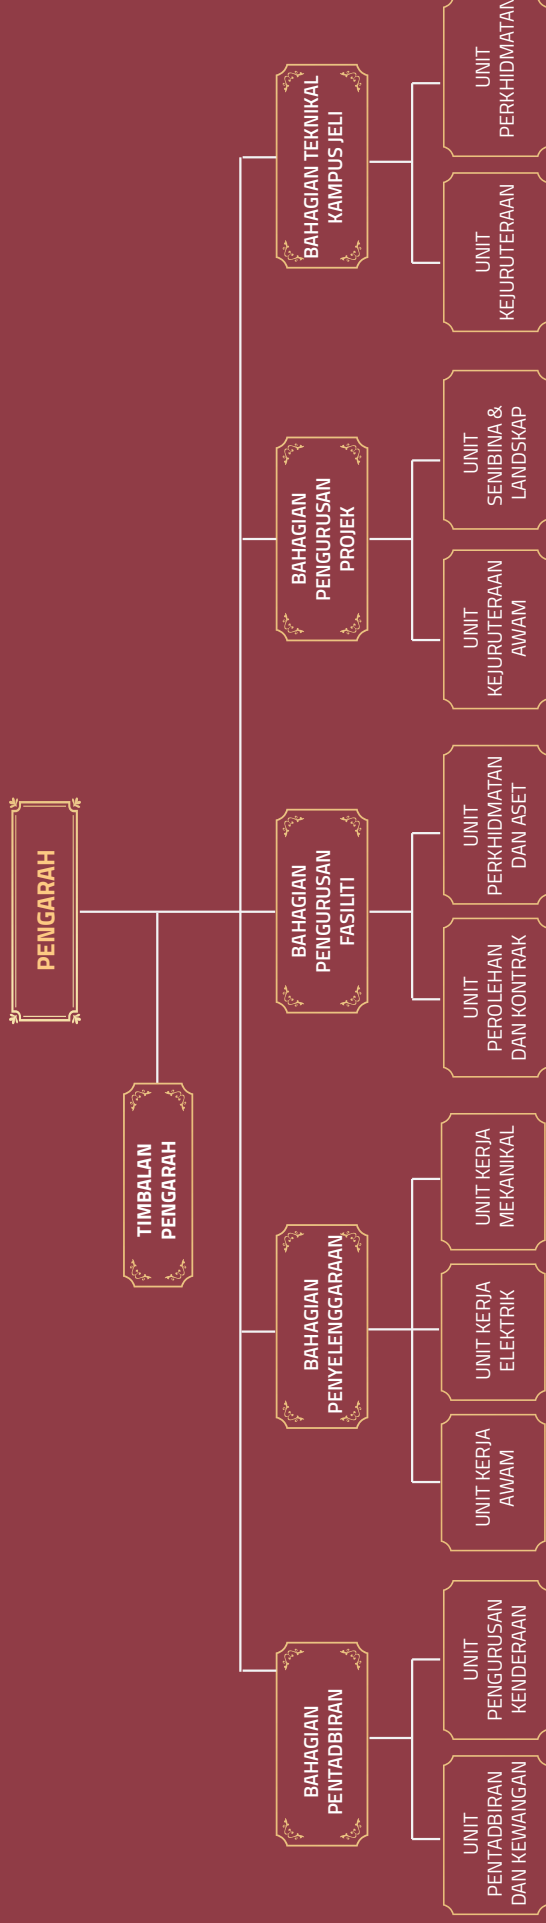 PENGARAH
TIMBALAN
PENGARAH
BAHAGIAN
PENTADBIRAN
BAHAGIAN
PENYELENGGARAAN
BAHAGIAN
PENGURUSAN
FASILITI
BAHAGIAN
PENGURUSAN
PROJEK
BAHAGIAN TEKNIKAL
KAMPUS JELI
UNIT
PENTADBIRAN
DAN KEWANGAN
UNIT
PENGURUSAN
KENDERAAN
UNIT KERJA
AWAM
UNIT KERJA
ELEKTRIK
UNIT KERJA
MEKANIKAL
UNIT
PEROLEHAN
DAN KONTRAK
UNIT
PERKHIDMATAN
DAN ASET
UNIT
KEJURUTERAAN
AWAM
UNIT
SENIBINA &
LANDSKAP
UNIT
KEJURUTERAAN
UNIT
PERKHIDMATAN